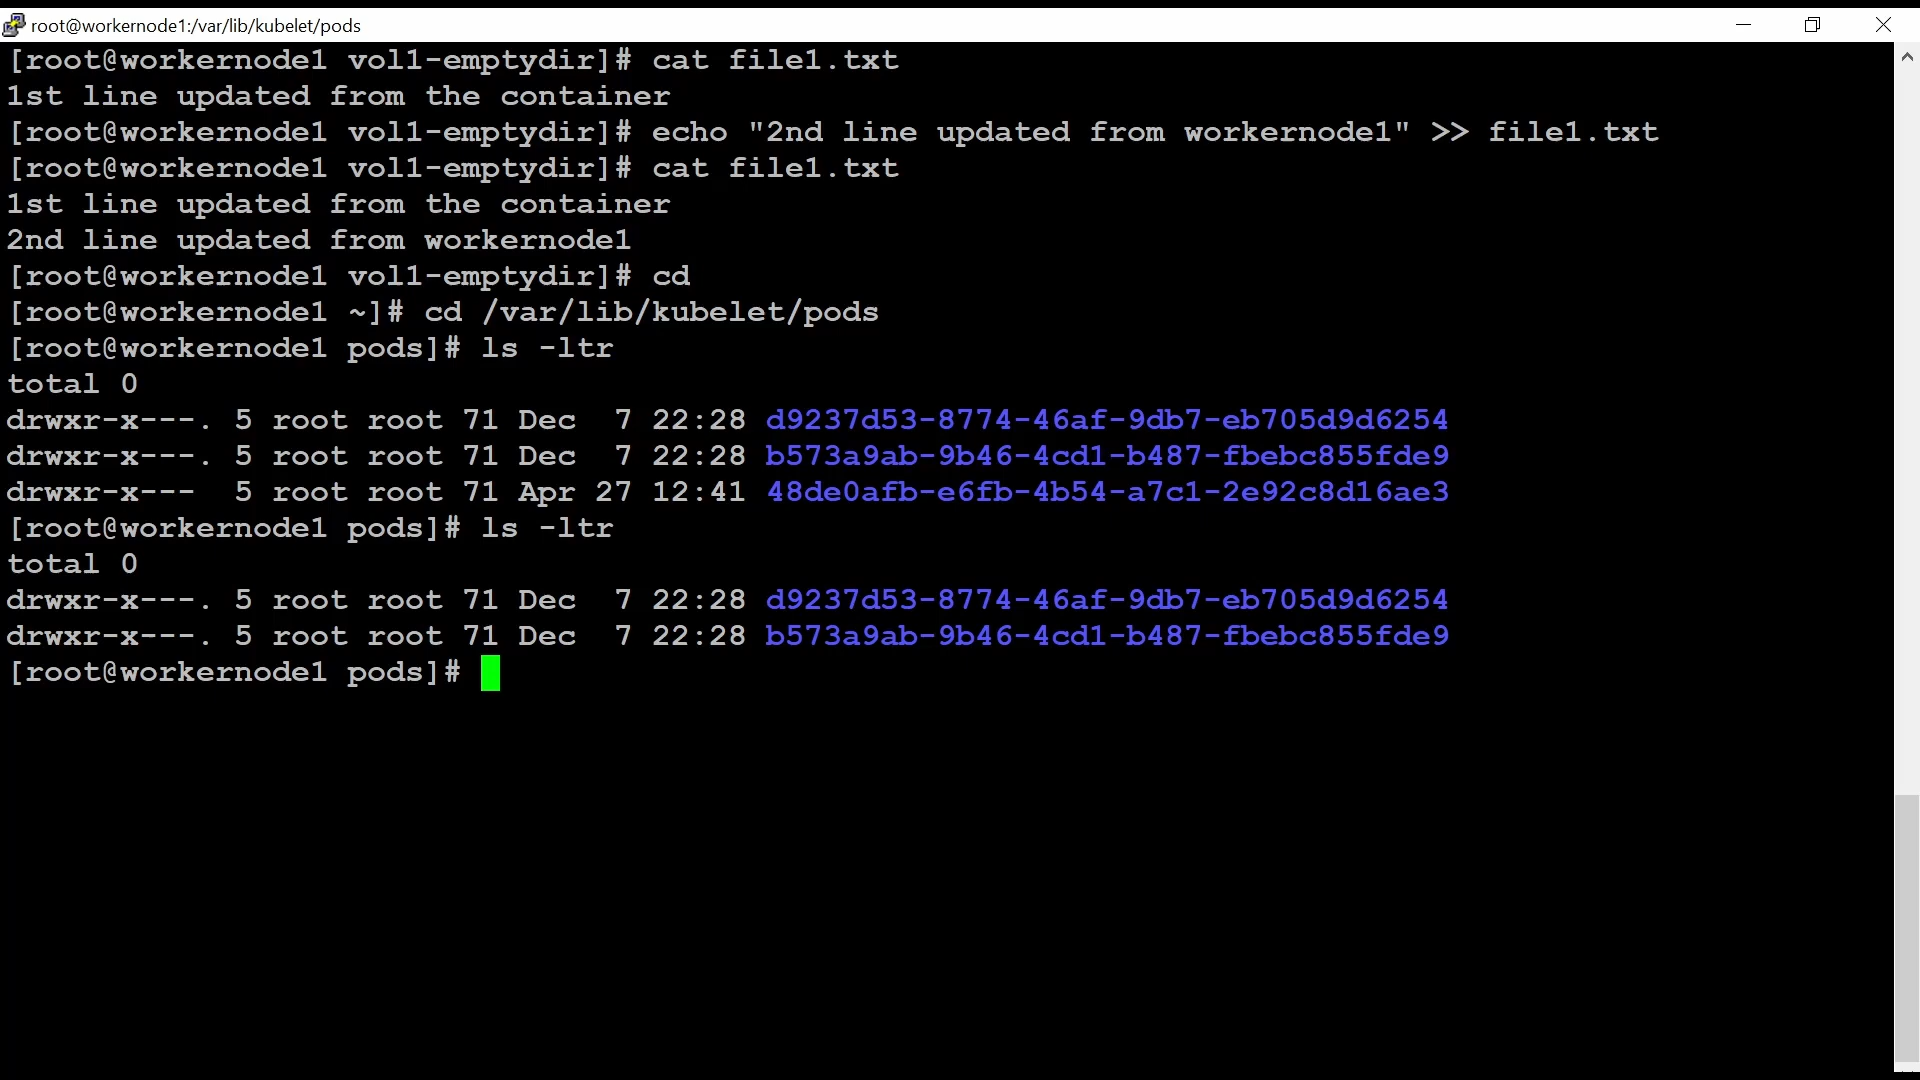 root@workernode1:/var/lib/kubelet/pods
[root@workernode1 vol1-emptydir]# cat file1.txt
1st line updated from the container
[root@workernode1 vol1-emptydir]# echo "2nd line updated from workernode1" >> file1.txt
[root@workernode1 vol1-emptydir]# cat file1.txt
1st line updated from the container
2nd line updated from workernode1
[root@workernode1 vol1-emptydir]# cd
[root@workernode1 ~]# cd /var/lib/kubelet/pods
[root@workernode1 pods]# ls -ltr
total 0
drwxr-x---. 5 root root 71 Dec  7 22:28 d9237d53-8774-46af-9db7-eb705d9d6254
drwxr-x---. 5 root root 71 Dec  7 22:28 b573a9ab-9b46-4cd1-b487-fbebc855fde9
drwxr-x---  5 root root 71 Apr 27 12:41 48de0afb-e6fb-4b54-a7c1-2e92c8d16ae3
[root@workernode1 pods]# ls -ltr
total 0
drwxr-x---. 5 root root 71 Dec  7 22:28 d9237d53-8774-46af-9db7-eb705d9d6254
drwxr-x---. 5 root root 71 Dec  7 22:28 b573a9ab-9b46-4cd1-b487-fbebc855fde9
[root@workernode1 pods]#